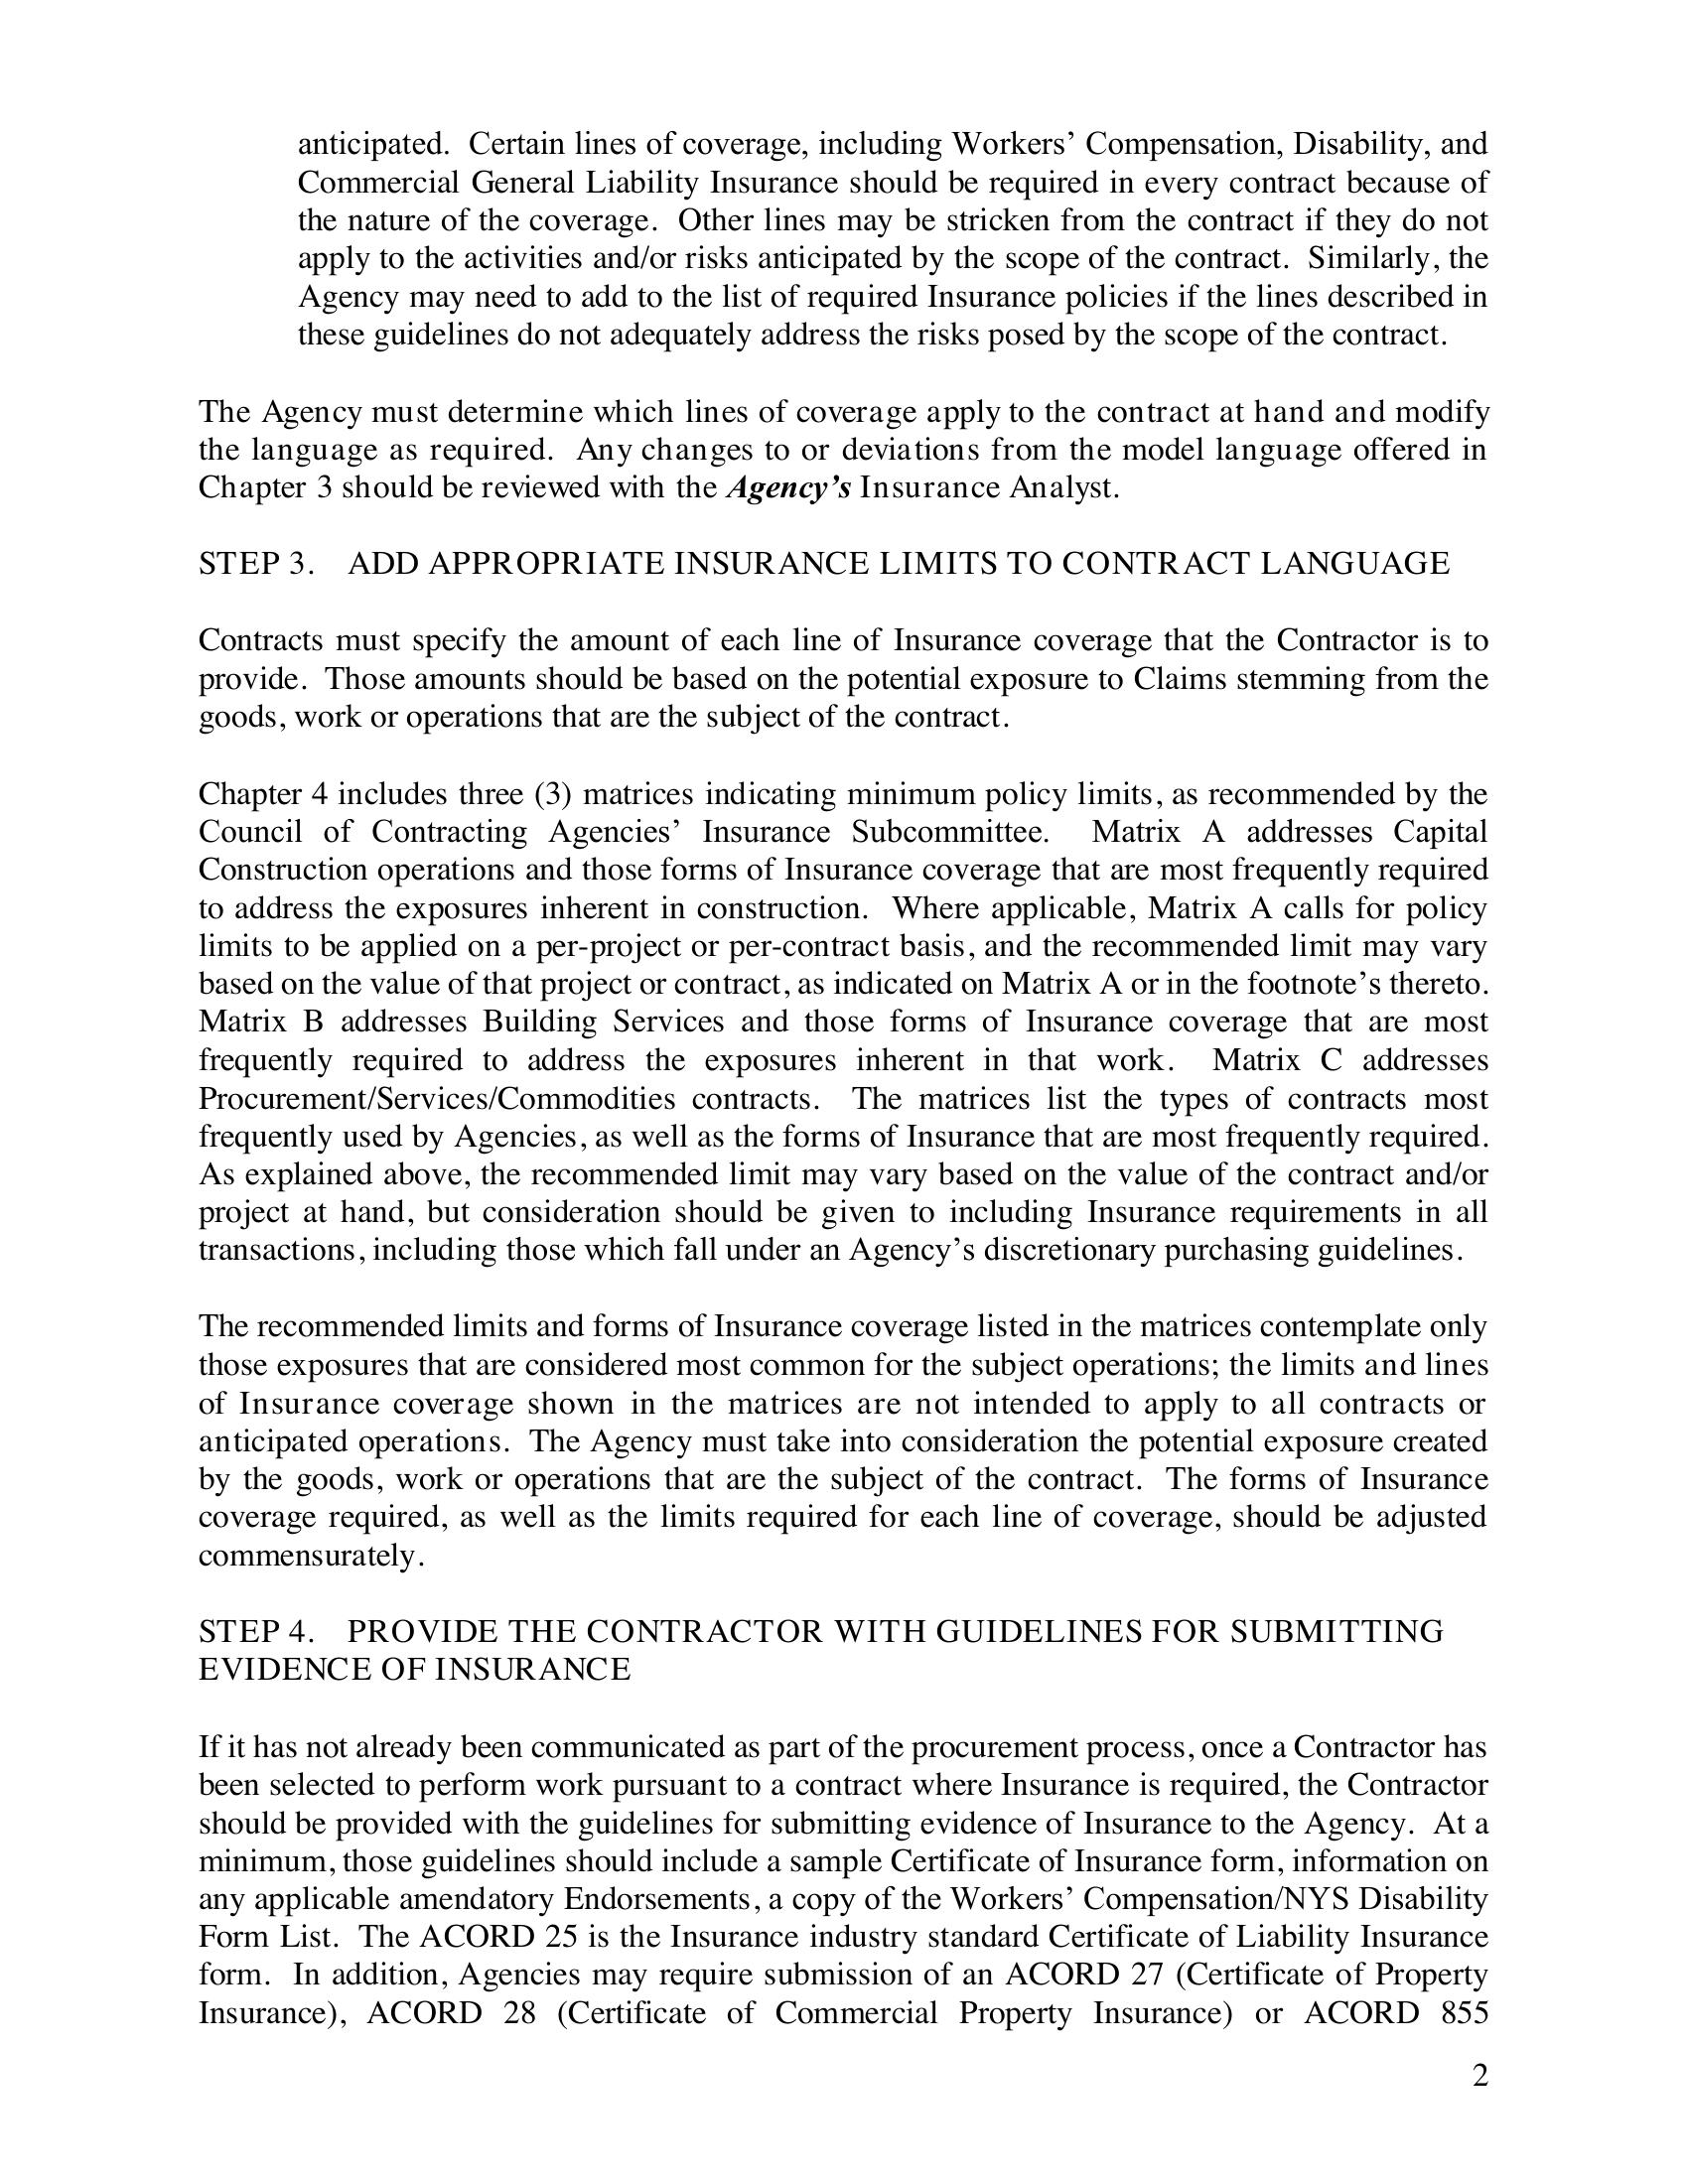 anticipated. Certain lines of coverage, including Workers’ Compensation, Disability, and
Commercial General Liability Insurance should be required in every contract because of
the nature of the coverage. Other lines may be stricken from the contract if they do not
apply to the activities and/or risks anticipated by the scope of the contract. Similarly, the
Agency may need to add to the list of required Insurance policies if the lines described in
these guidelines do not adequately address the risks posed by the scope of the contract.
The Agency must determine which lines of coverage apply to the contract at hand and modify
the language as required. Any changes to or deviations from the model language offered in
Chapter 3 should be reviewed with the Agency’s Insurance Analyst.
STEP 3. ADD APPROPRIATE INSURANCE LIMITS TO CONTRACT LANGUAGE
Contracts must specify the amount of each line of Insurance coverage that the Contractor is to
provide. Those amounts should be based on the potential exposure to Claims stemming from the
goods, work or operations that are the subject of the contract.
Chapter 4 includes three (3) matrices indicating minimum policy limits, as recommended by the
Council of Contracting Agencies’ Insurance Subcommittee. Matrix A addresses Capital
Construction operations and those forms of Insurance coverage that are most frequently required
to address the exposures inherent in construction. Where applicable, Matrix A calls for policy
limits to be applied on a per-project or per-contract basis, and the recommended limit may vary
based on the value of that project or contract, as indicated on Matrix A or in the footnote’s thereto.
Matrix B addresses Building Services and those forms of Insurance coverage that are most
frequently required to address the exposures inherent in that work. Matrix C addresses
Procurement/Services/Commodities contracts. The matrices list the types of contracts most
frequently used by Agencies, as well as the forms of Insurance that are most frequently required.
As explained above, the recommended limit may vary based on the value of the contract and/or
project at hand, but consideration should be given to including Insurance requirements in all
transactions, including those which fall under an Agency’s discretionary purchasing guidelines.
The recommended limits and forms of Insurance coverage listed in the matrices contemplate only
those exposures that are considered most common for the subject operations; the limits and lines
of Insurance coverage shown in the matrices are not intended to apply to all contracts or
anticipated operations. The Agency must take into consideration the potential exposure created
by the goods, work or operations that are the subject of the contract. The forms of Insurance
coverage required, as well as the limits required for each line of coverage, should be adjusted
commensurately.
STEP 4. PROVIDE THE CONTRACTOR WITH GUIDELINES FOR SUBMITTING
EVIDENCE OF INSURANCE
If it has not already been communicated as part of the procurement process, once a Contractor has
been selected to perform work pursuant to a contract where Insurance is required, the Contractor
should be provided with the guidelines for submitting evidence of Insurance to the Agency. At a
minimum, those guidelines should include a sample Certificate of Insurance form, information on
any applicable amendatory Endorsements, a copy of the Workers’ Compensation/NYS Disability
Form List. The ACORD 25 is the Insurance industry standard Certificate of Liability Insurance
form. In addition, Agencies may require submission of an ACORD 27 (Certificate of Property
Insurance), ACORD 28 (Certificate of Commercial Property Insurance) or ACORD 855
2